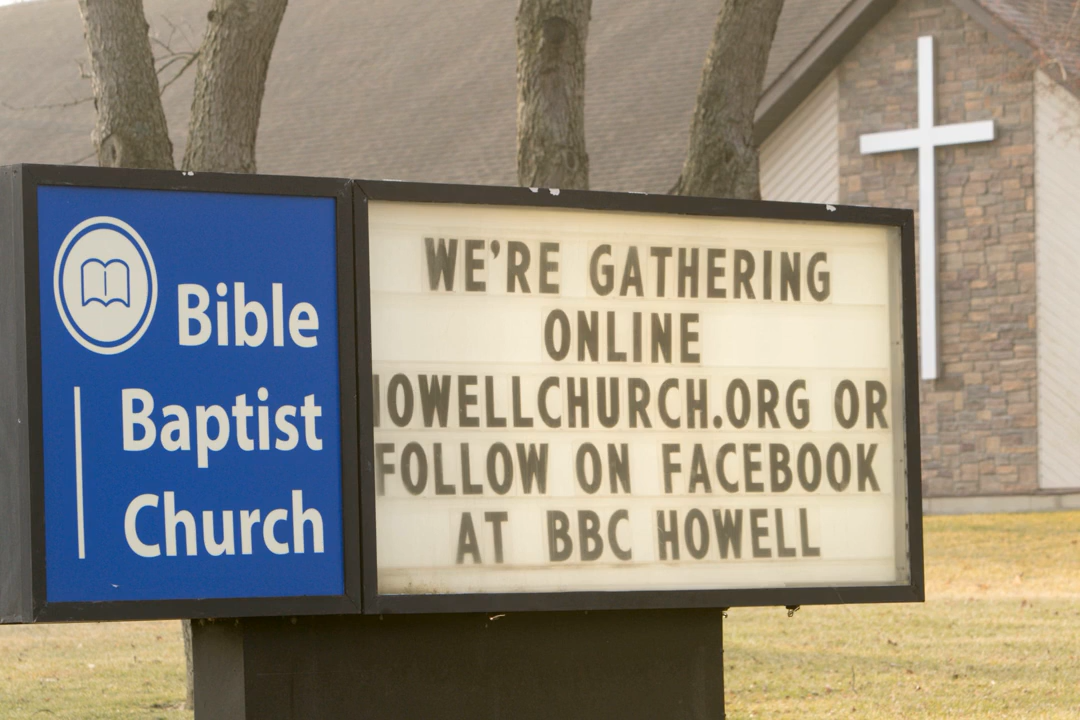 Bible
Baptist
Church
WE'RE GATHERING
ONLINE
HOWELLCHURCH.ORG OR
FOLLOW ON FACEBOOK
AT BBC HOWELL